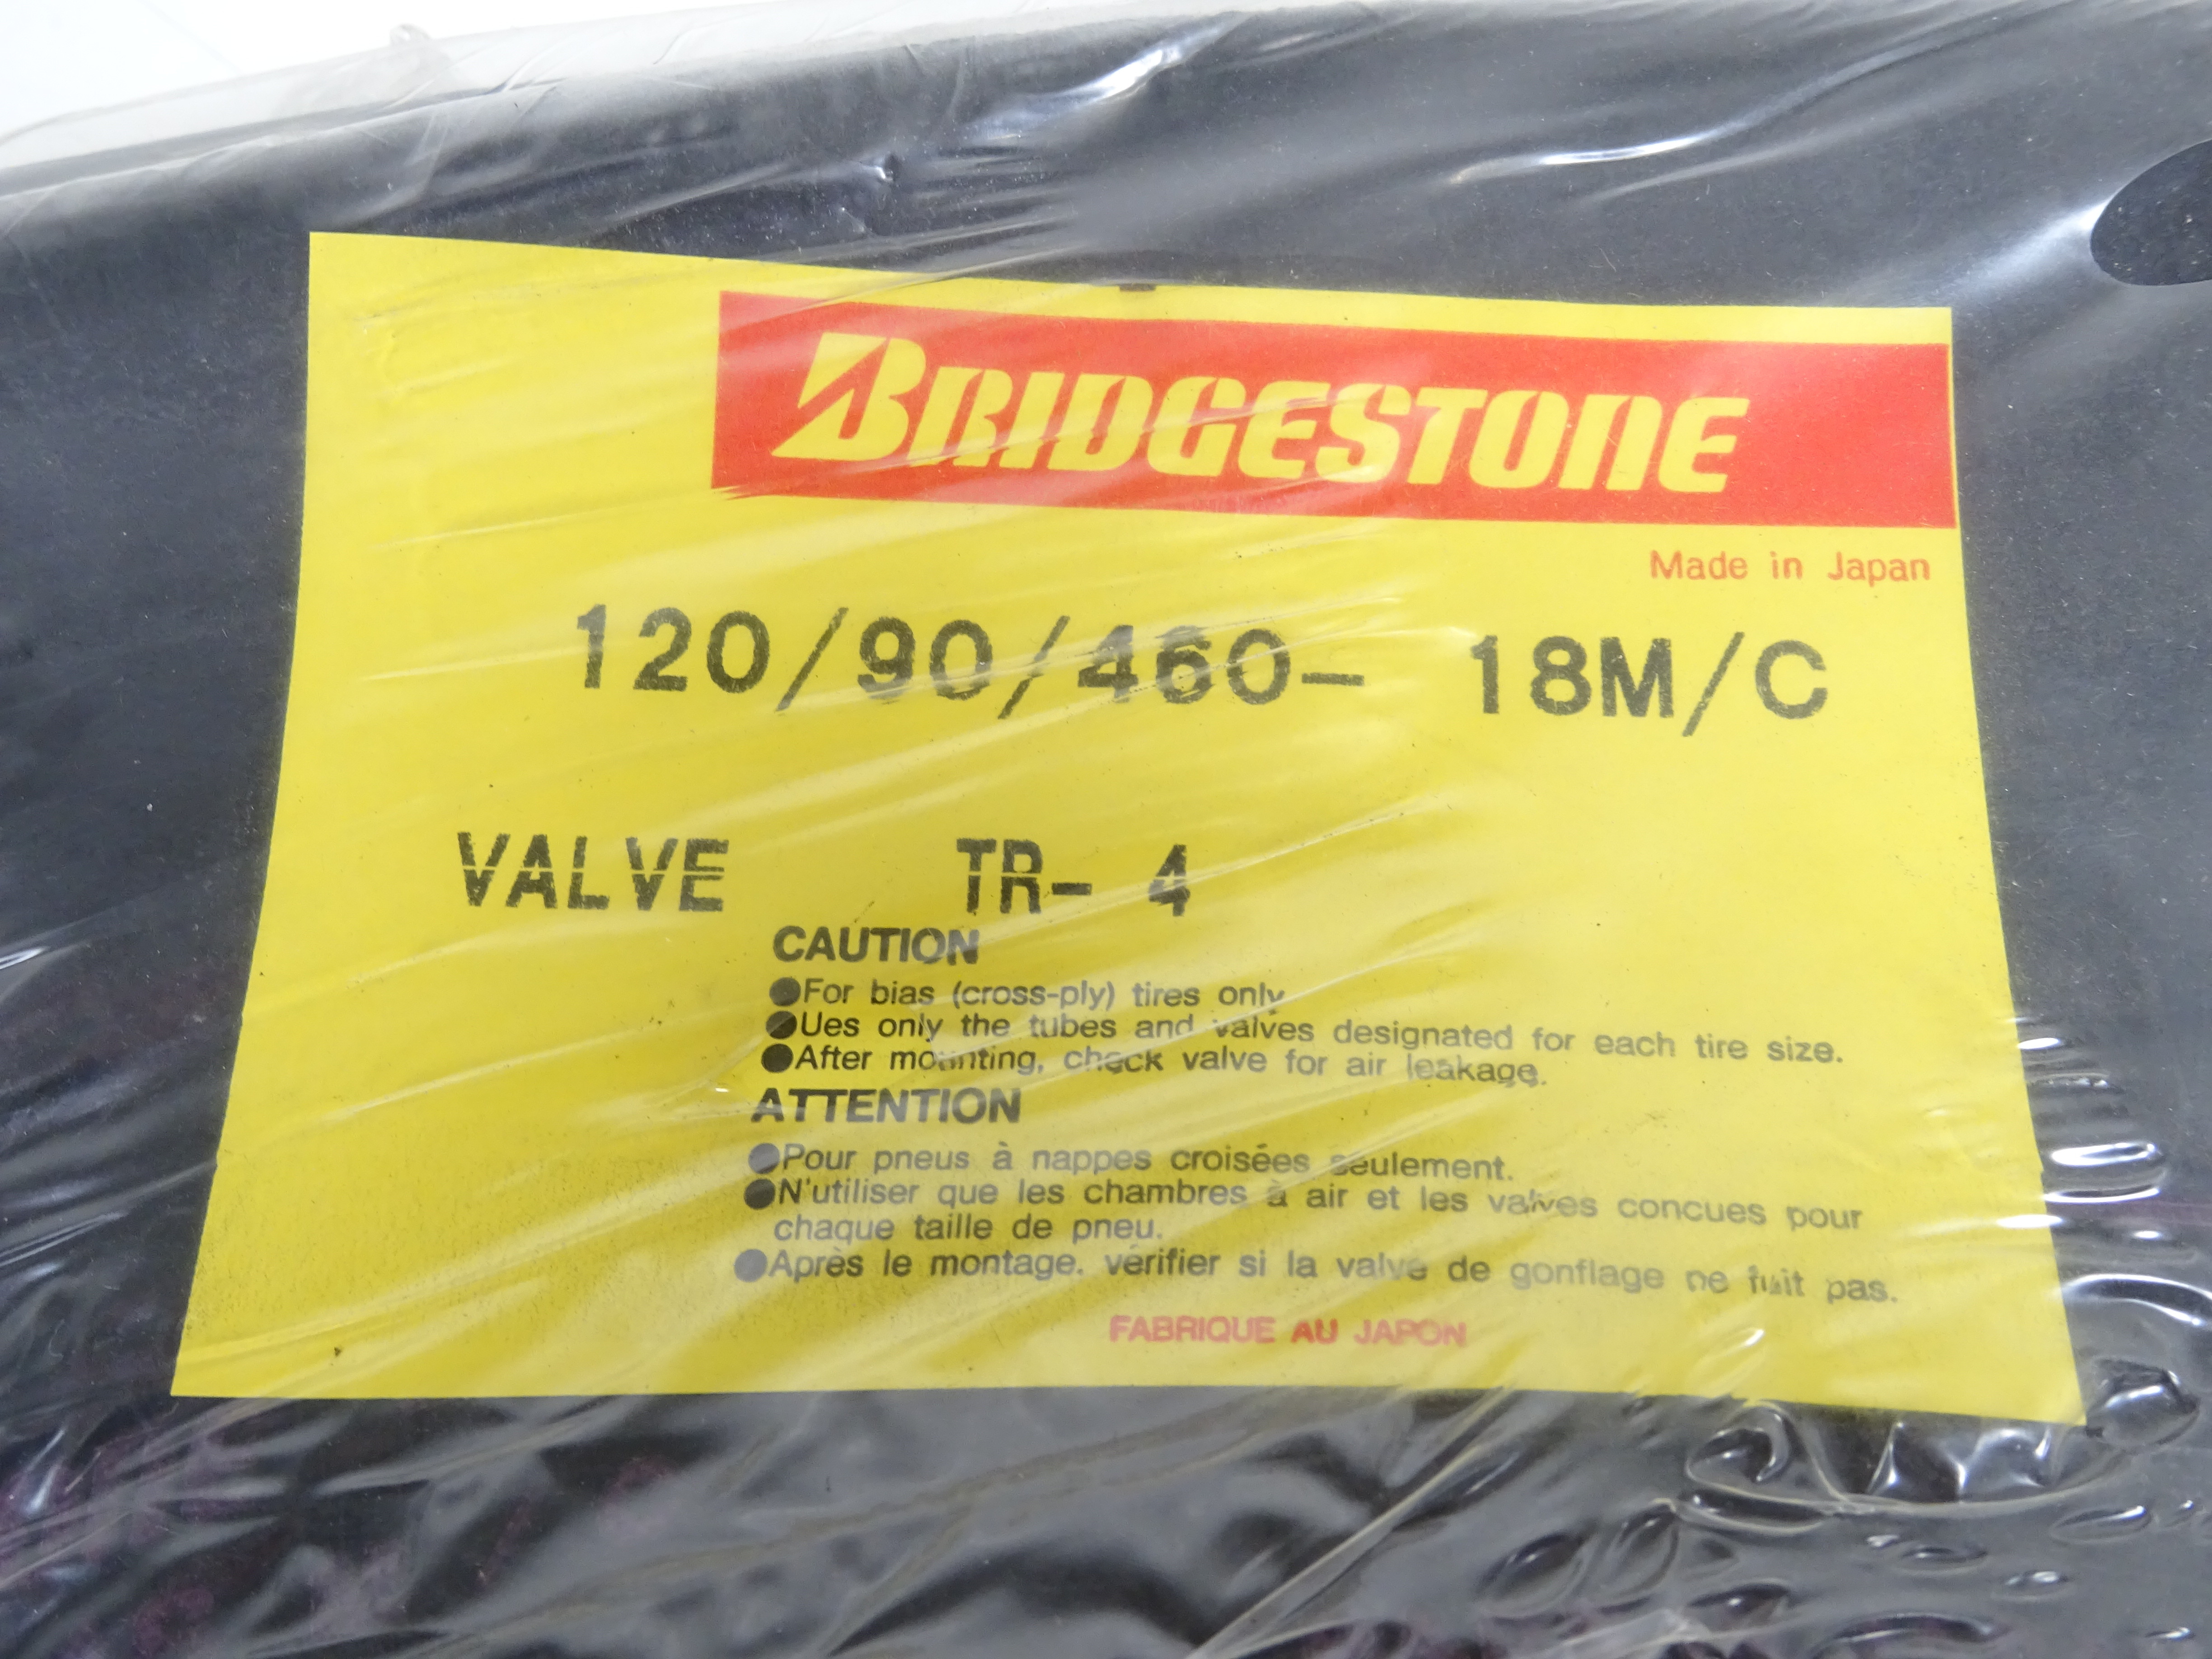 BRIDGESTONE
Made in Japan
120/90/460- 18M/C
VALVE TR- 4
CAUTION
●For bias (cross-ply) tires only
●Ues only the tubes and valves designated for each tire size.
●After mounting, check valve for air leakage.
ATTENTION
●Pour pneus à nappes croisées seulement.
●N'utiliser que les chambres à air et les valves concues pour
chaque taille de pneu.
●Après le montage. vérifier si la valve de gonflage ne fuit pas.
FABRIQUE AU JAPON